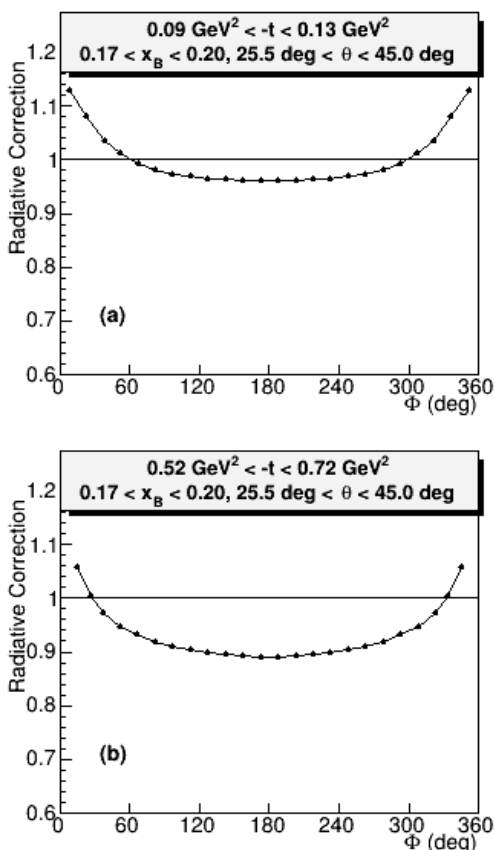 0.09 GeV² < -t < 0.13 GeV²
0.17 < x_B < 0.20, 25.5 deg < θ < 45.0 deg
Radiative Correction
1.2
1.1
1
0.9
0.8
0.7
0.6
(a)
0 60 120 180 240 300 360
Φ (deg)
0.52 GeV² < -t < 0.72 GeV²
0.17 < x_B < 0.20, 25.5 deg < θ < 45.0 deg
Radiative Correction
1.2
1.1
1
0.9
0.8
0.7
0.6
(b)
0 60 120 180 240 300 360
Φ (deg)